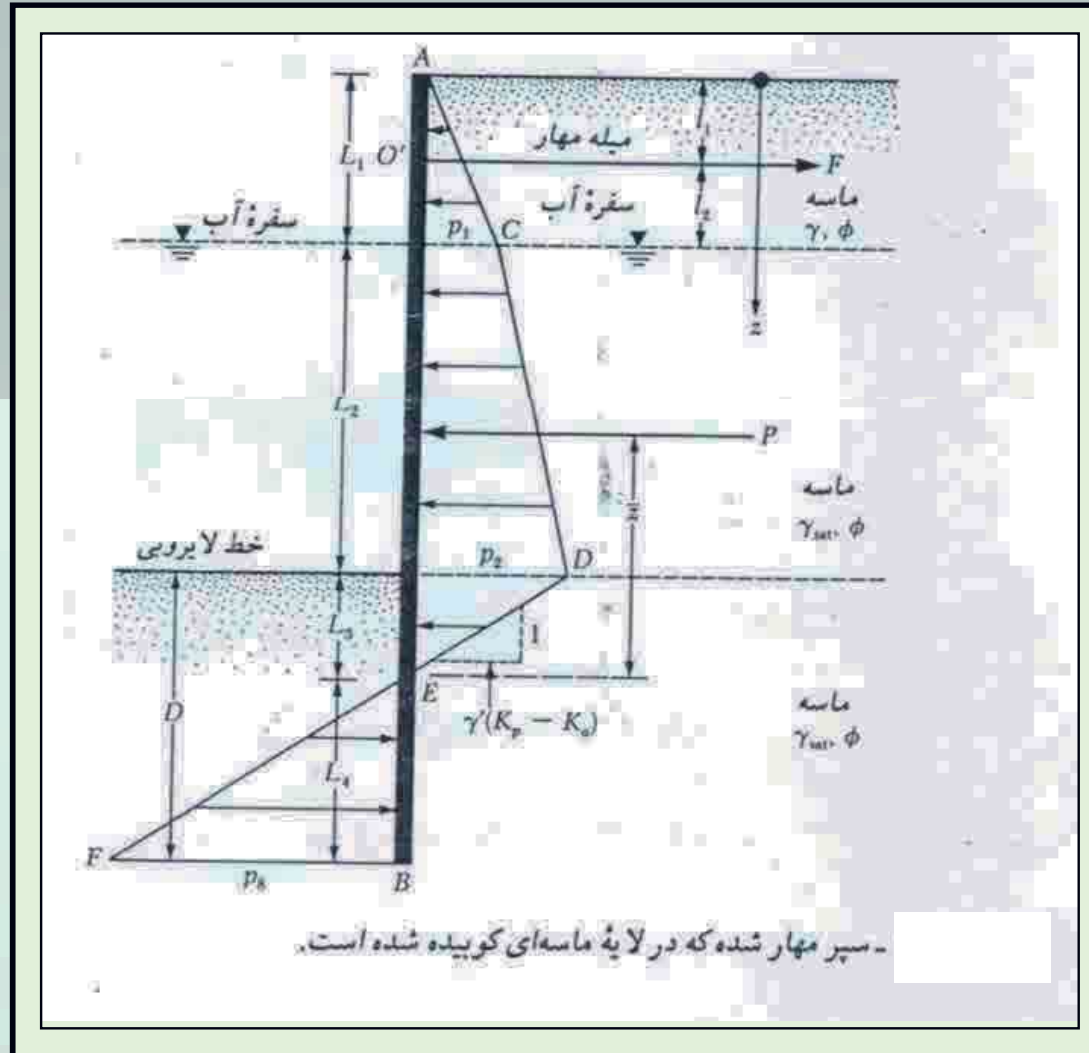 A
L₁
O'
l₁
میله مهار
F
ماسه
γ, φ
سفرهٔ آب
سفرهٔ آب
l₂
p₁
C
z
L₂
P
z̄
ماسه
γsat, φ
خط لایروبی
p₂
D
L₃
1
E
D
γ'(Kp − Ka)
ماسه
γsat, φ
L₄
F
p₈
B
ـ سپر مهار شده که در لایهٔ ماسه‌ای کوبیده شده است.